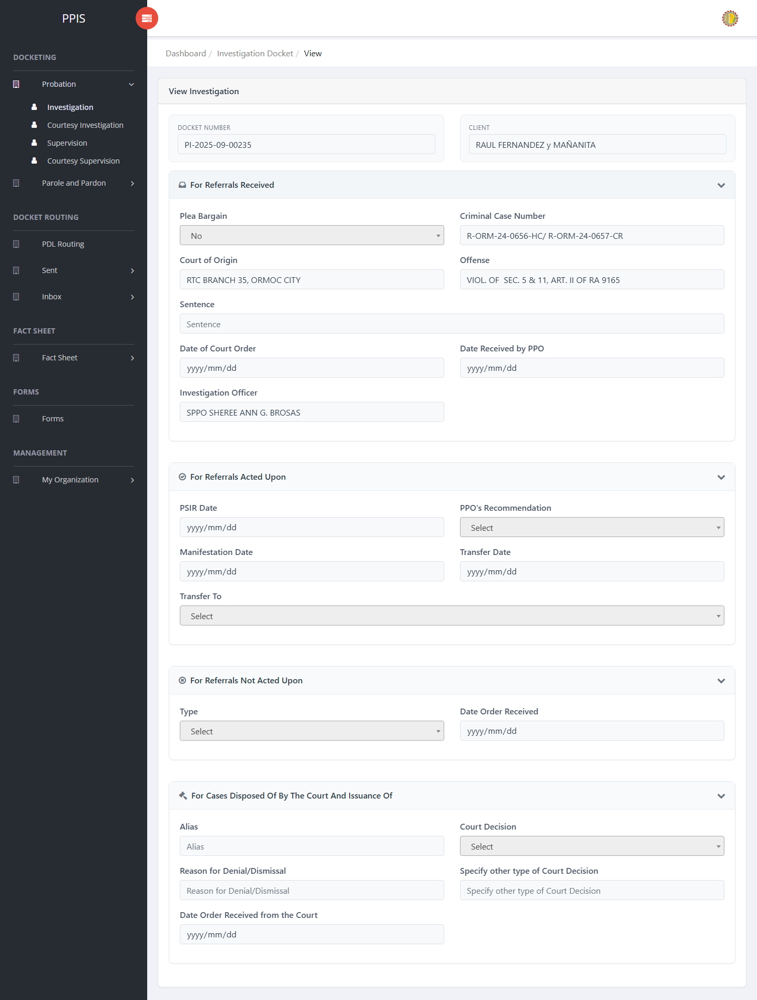 PPIS
DOCKETING
Probation
Investigation
Courtesy Investigation
Supervision
Courtesy Supervision
Parole and Pardon
DOCKET ROUTING
PDL Routing
Sent
Inbox
FACT SHEET
Fact Sheet
FORMS
Forms
MANAGEMENT
My Organization
Dashboard / Investigation Docket / View
View Investigation
DOCKET NUMBER
PI-2025-09-00235
CLIENT
RAUL FERNANDEZ y MAÑANITA
For Referrals Received
Plea Bargain
No
Criminal Case Number
R-ORM-24-0656-HC/ R-ORM-24-0657-CR
Court of Origin
RTC BRANCH 35, ORMOC CITY
Offense
VIOL. OF  SEC. 5 & 11, ART. II OF RA 9165
Sentence
Sentence
Date of Court Order
yyyy/mm/dd
Date Received by PPO
yyyy/mm/dd
Investigation Officer
SPPO SHEREE ANN G. BROSAS
For Referrals Acted Upon
PSIR Date
yyyy/mm/dd
PPO's Recommendation
Select
Manifestation Date
yyyy/mm/dd
Transfer Date
yyyy/mm/dd
Transfer To
Select
For Referrals Not Acted Upon
Type
Select
Date Order Received
yyyy/mm/dd
For Cases Disposed Of By The Court And Issuance Of
Alias
Alias
Court Decision
Select
Reason for Denial/Dismissal
Reason for Denial/Dismissal
Specify other type of Court Decision
Specify other type of Court Decision
Date Order Received from the Court
yyyy/mm/dd